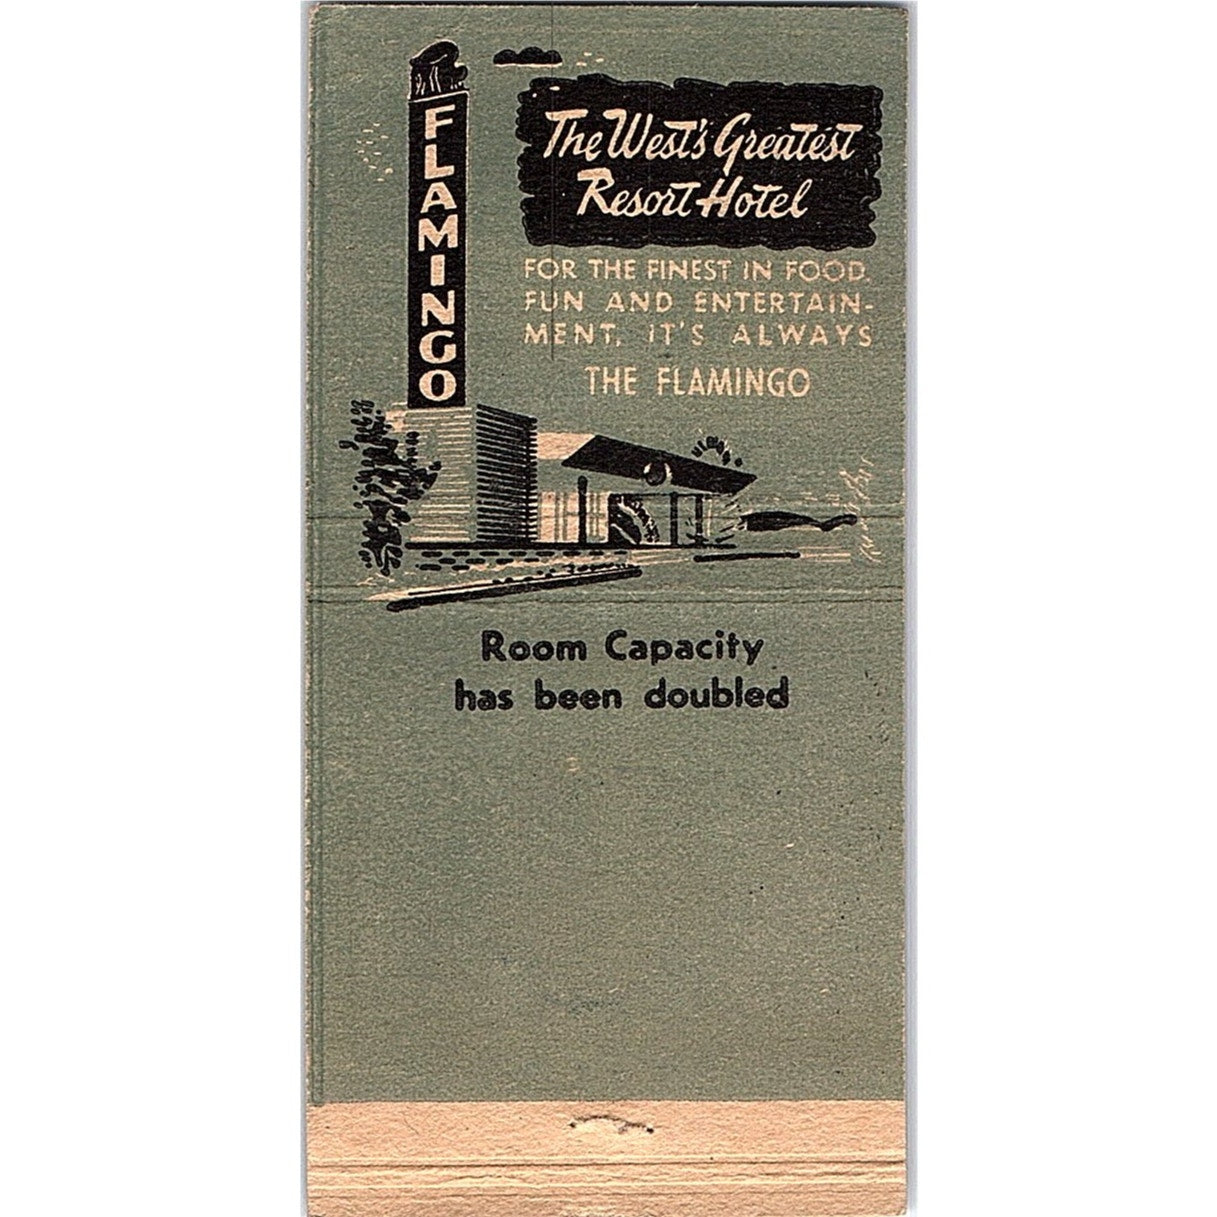 FLAMINGO
The West's Greatest
Resort Hotel
FOR THE FINEST IN FOOD,
FUN AND ENTERTAIN-
MENT, IT'S ALWAYS
THE FLAMINGO
Room Capacity
has been doubled